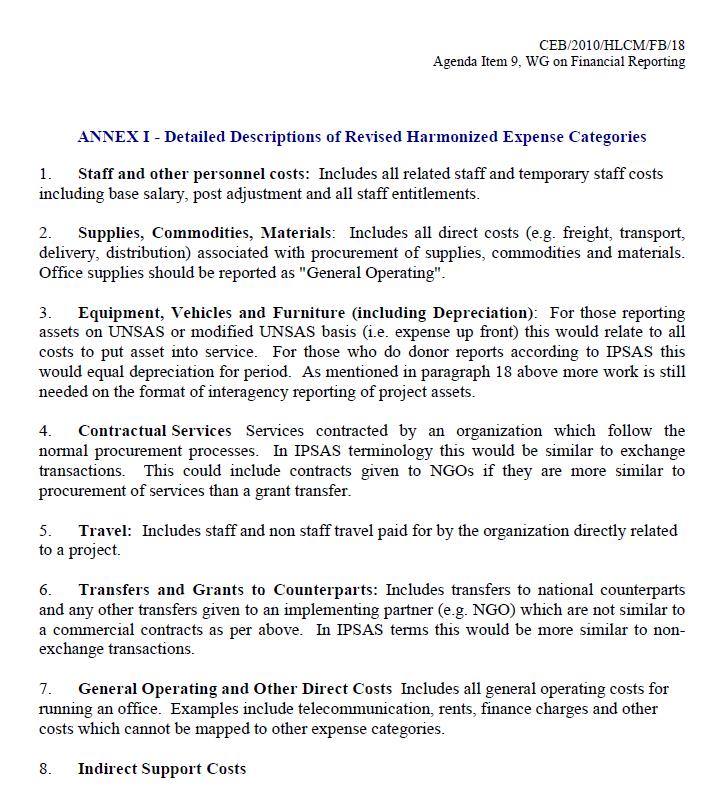 CEB/2010/HLCM/FB/18
Agenda Item 9, WG on Financial Reporting
ANNEX I - Detailed Descriptions of Revised Harmonized Expense Categories
1. Staff and other personnel costs: Includes all related staff and temporary staff costs
including base salary, post adjustment and all staff entitlements.
2. Supplies, Commodities, Materials: Includes all direct costs (e.g. freight, transport,
delivery, distribution) associated with procurement of supplies, commodities and materials.
Office supplies should be reported as "General Operating".
3. Equipment, Vehicles and Furniture (including Depreciation): For those reporting
assets on UNSAS or modified UNSAS basis (i.e. expense up front) this would relate to all
costs to put asset into service. For those who do donor reports according to IPSAS this
would equal depreciation for period. As mentioned in paragraph 18 above more work is still
needed on the format of interagency reporting of project assets.
4. Contractual Services Services contracted by an organization which follow the
normal procurement processes. In IPSAS terminology this would be similar to exchange
transactions. This could include contracts given to NGOs if they are more similar to
procurement of services than a grant transfer.
5. Travel: Includes staff and non staff travel paid for by the organization directly related
to a project.
6. Transfers and Grants to Counterparts: Includes transfers to national counterparts
and any other transfers given to an implementing partner (e.g. NGO) which are not similar to
a commercial contracts as per above. In IPSAS terms this would be more similar to non-
exchange transactions.
7. General Operating and Other Direct Costs Includes all general operating costs for
running an office. Examples include telecommunication, rents, finance charges and other
costs which cannot be mapped to other expense categories.
8. Indirect Support Costs